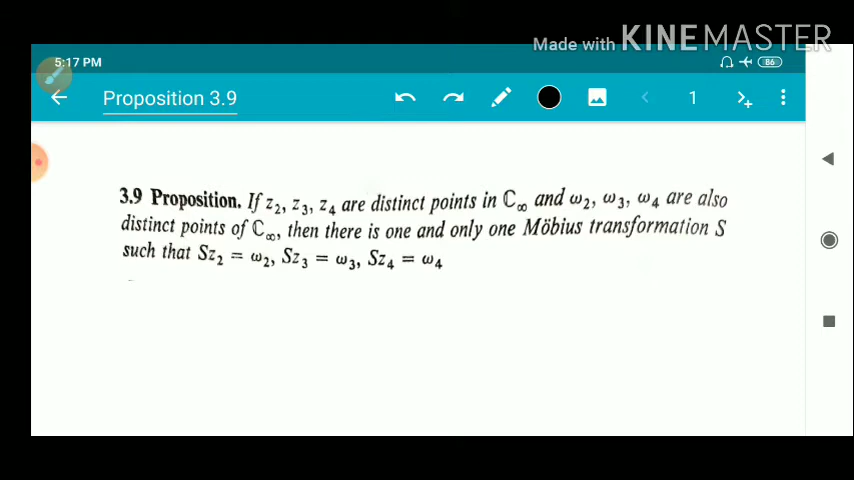 Made with KINEMASTER
5:17 PM 86
Proposition 3.9 1
3.9 Proposition. If z₂, z₃, z₄ are distinct points in ℂ∞ and ω₂, ω₃, ω₄ are also
distinct points of ℂ∞, then there is one and only one Möbius transformation S
such that Sz₂ = ω₂, Sz₃ = ω₃, Sz₄ = ω₄